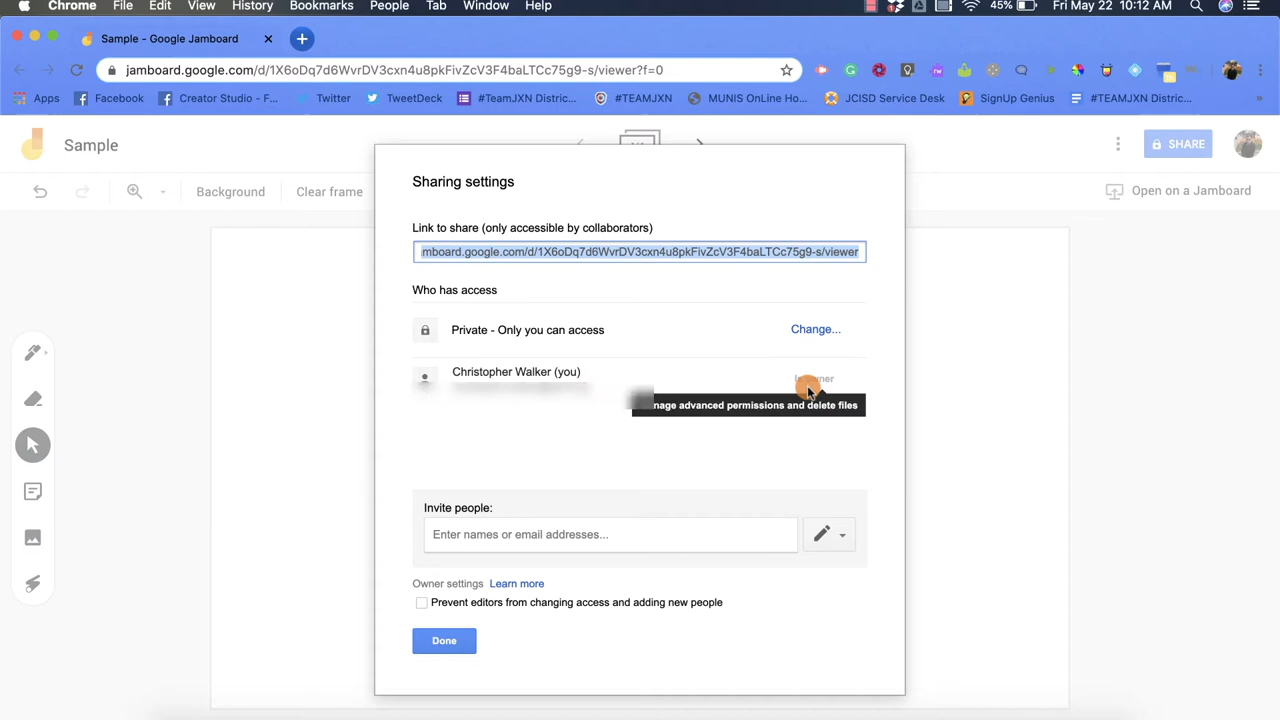 Chrome File Edit View History Bookmarks People Tab Window Help 45% Fri May 22 10:12 AM
Sample - Google Jamboard
jamboard.google.com/d/1X6oDq7d6WvrDV3cxn4u8pkFivZcV3F4baLTCc75g9-s/viewer?f=0
Apps Facebook Creator Studio - F... Twitter TweetDeck #TeamJXN Distric... #TEAMJXN MUNIS OnLine Ho... JCISD Service Desk SignUp Genius #TEAMJXN Distric... »
Sample SHARE
Background Clear frame Open on a Jamboard
Sharing settings
Link to share (only accessible by collaborators)
mboard.google.com/d/1X6oDq7d6WvrDV3cxn4u8pkFivZcV3F4baLTCc75g9-s/viewer
Who has access
Private - Only you can access Change...
Christopher Walker (you)
advanced permissions and delete files
Invite people:
Enter names or email addresses...
Owner settings Learn more
Prevent editors from changing access and adding new people
Done